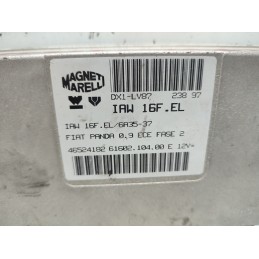 MAGNETI
MARELLI
DX1-LV87 238 97
IAW 16F.EL
IAW 16F.EL/6A35-37
FIAT PANDA 0,9 ECE FASE 2
46524182 61602.104.00 E 12V=